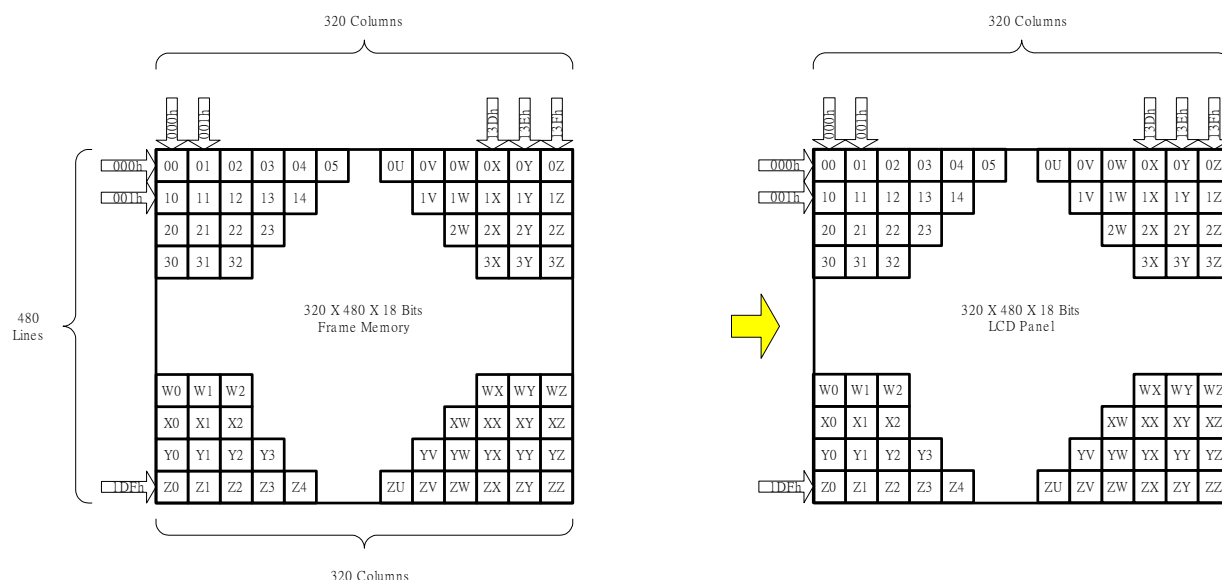 320 Columns
320 Columns
000h 001h 13Dh 13Eh 13Fh
000h 001h 13Dh 13Eh 13Fh
000h 00 01 02 03 04 05 0U 0V 0W 0X 0Y 0Z
000h 00 01 02 03 04 05 0U 0V 0W 0X 0Y 0Z
001h 10 11 12 13 14 1V 1W 1X 1Y 1Z
001h 10 11 12 13 14 1V 1W 1X 1Y 1Z
20 21 22 23 2W 2X 2Y 2Z
20 21 22 23 2W 2X 2Y 2Z
30 31 32 3X 3Y 3Z
30 31 32 3X 3Y 3Z
480
Lines
320 X 480 X 18 Bits
Frame Memory
320 X 480 X 18 Bits
LCD Panel
W0 W1 W2 WX WY WZ
W0 W1 W2 WX WY WZ
X0 X1 X2 XW XX XY XZ
X0 X1 X2 XW XX XY XZ
Y0 Y1 Y2 Y3 YV YW YX YY YZ
Y0 Y1 Y2 Y3 YV YW YX YY YZ
1DFh Z0 Z1 Z2 Z3 Z4 ZU ZV ZW ZX ZY ZZ
1DFh Z0 Z1 Z2 Z3 Z4 ZU ZV ZW ZX ZY ZZ
320 Columns